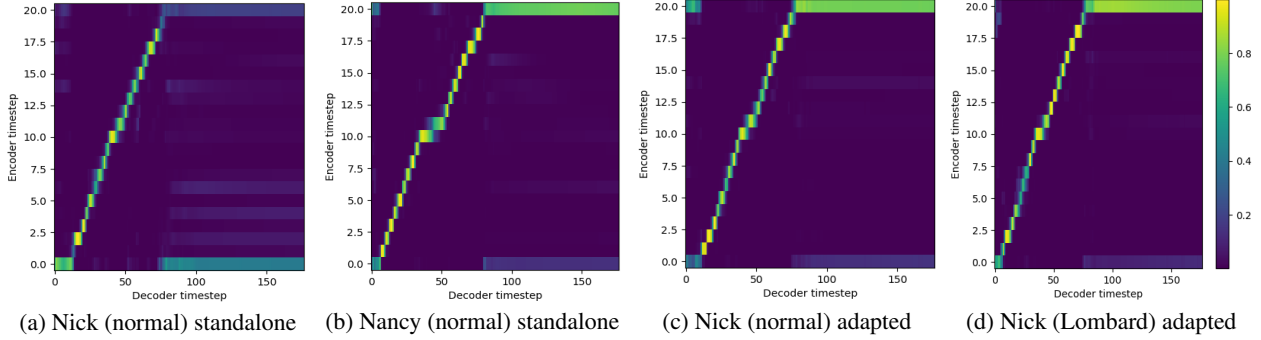 20.0
17.5
15.0
12.5
10.0
7.5
5.0
2.5
0.0
Encoder timestep
0 50 100 150
Decoder timestep
(a) Nick (normal) standalone
20.0
17.5
15.0
12.5
10.0
7.5
5.0
2.5
0.0
Encoder timestep
0 50 100 150
Decoder timestep
(b) Nancy (normal) standalone
20.0
17.5
15.0
12.5
10.0
7.5
5.0
2.5
0.0
Encoder timestep
0 50 100 150
Decoder timestep
(c) Nick (normal) adapted
20.0
17.5
15.0
12.5
10.0
7.5
5.0
2.5
0.0
Encoder timestep
0 50 100 150
Decoder timestep
(d) Nick (Lombard) adapted
0.8
0.6
0.4
0.2